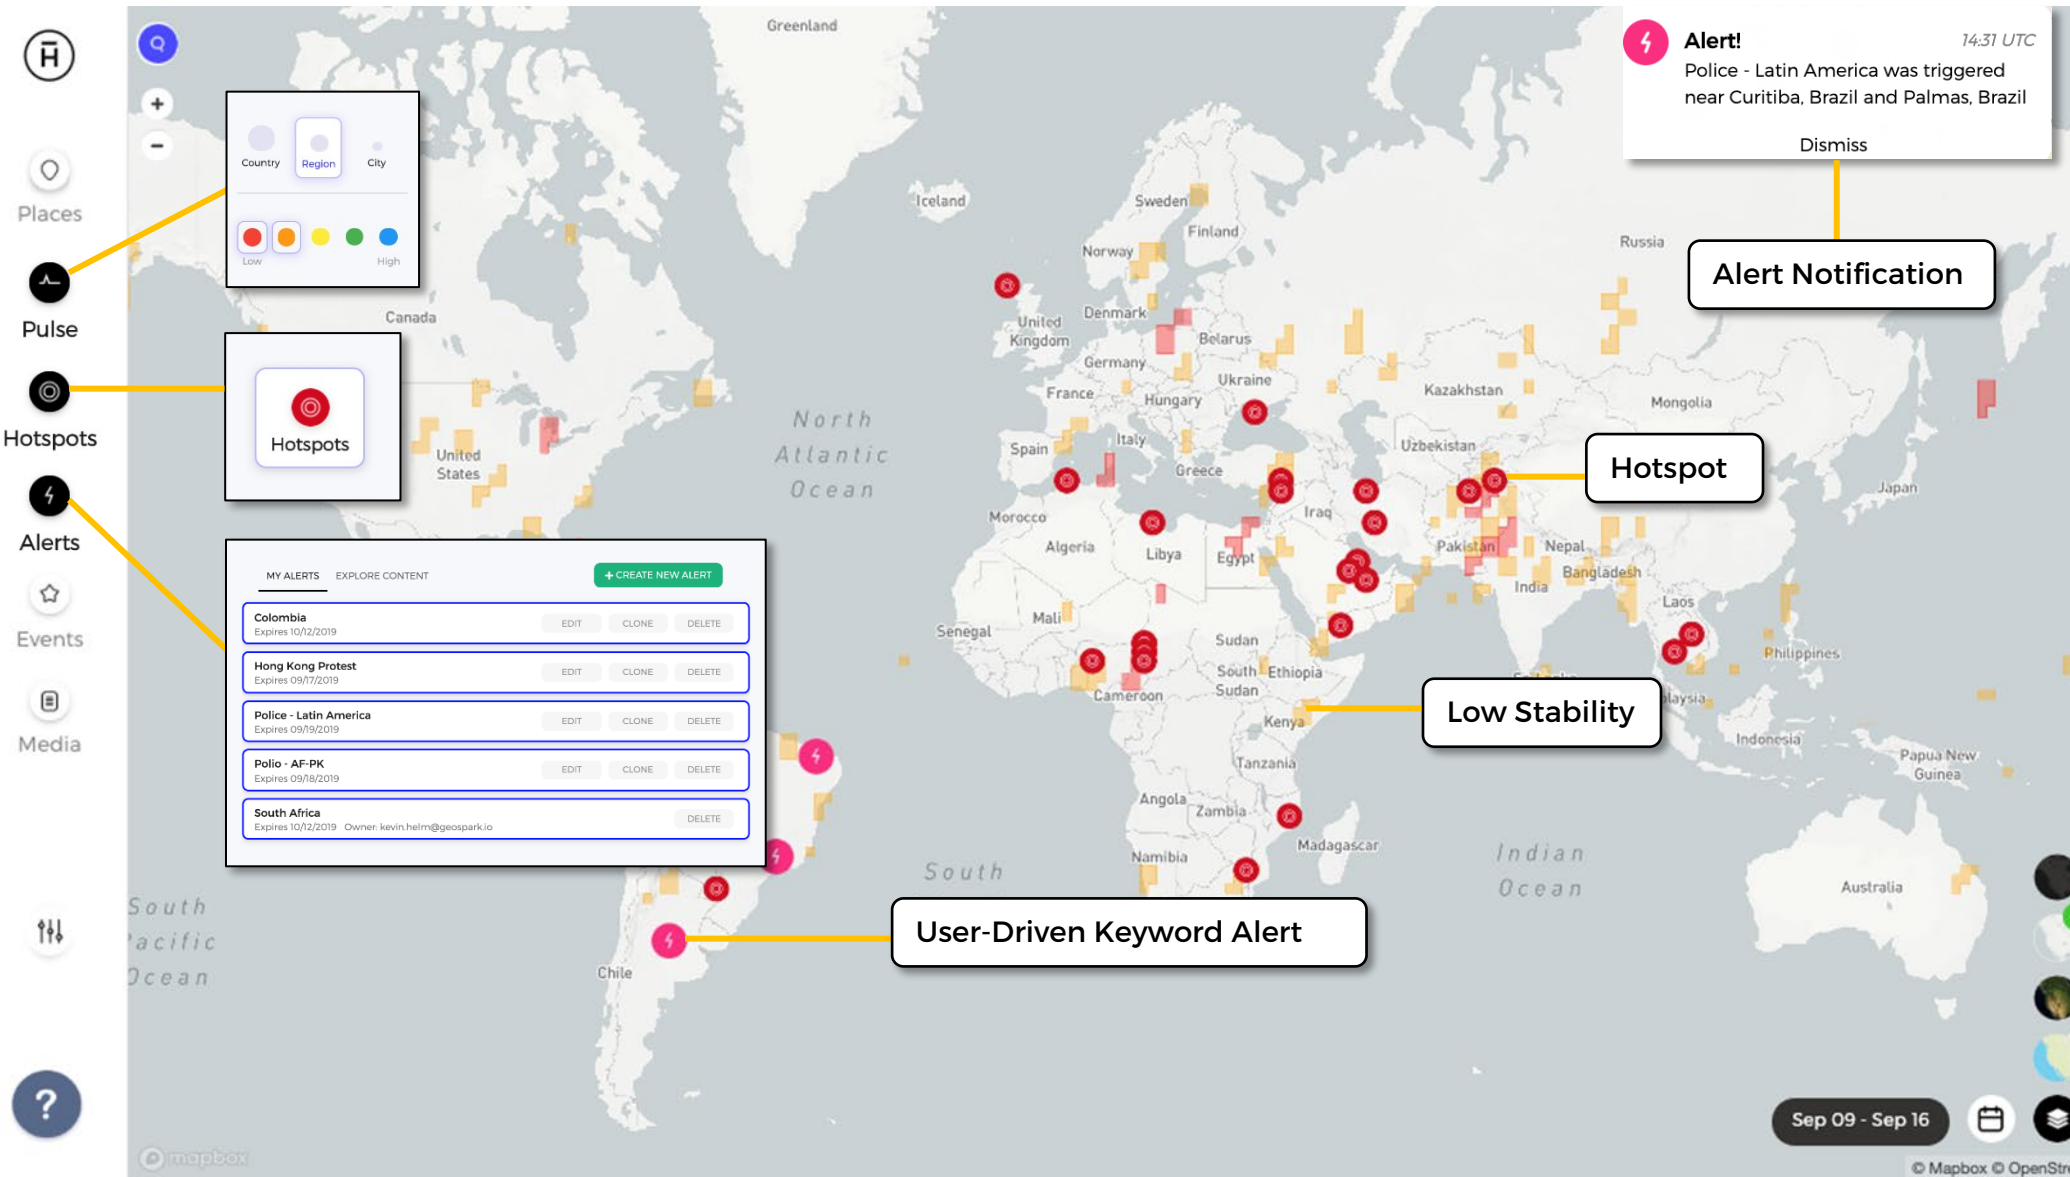 H
Places
Pulse
Hotspots
Alerts
Events
Media
?
Country
Region
City
Low
High
Hotspots
MY ALERTS
EXPLORE CONTENT
+ CREATE NEW ALERT
Colombia
Expires 10/12/2019
EDIT
CLONE
DELETE
Hong Kong Protest
Expires 09/17/2019
EDIT
CLONE
DELETE
Police - Latin America
Expires 09/19/2019
EDIT
CLONE
DELETE
Polio - AF-PK
Expires 09/18/2019
EDIT
CLONE
DELETE
South Africa
Expires 10/12/2019 Owner: kevin.helm@geospark.io
DELETE
Alert!
14:31 UTC
Police - Latin America was triggered
near Curitiba, Brazil and Palmas, Brazil
Dismiss
Alert Notification
Hotspot
Low Stability
User-Driven Keyword Alert
Greenland
Iceland
Sweden
Finland
Norway
Russia
Canada
Denmark
United
Kingdom
Belarus
Germany
Ukraine
France
Hungary
Kazakhstan
Mongolia
North
Atlantic
Ocean
United
States
Spain
Italy
Greece
Uzbekistan
Japan
Morocco
Algeria
Libya
Egypt
Iraq
Pakistan
Nepal
Bangladesh
India
Laos
Mali
Senegal
Sudan
South
Sudan
Ethiopia
Philippines
Cameroon
Kenya
laysia
Indonesia
Papua New
Guinea
Tanzania
Angola
Zambia
Madagascar
Namibia
South
Indian
Ocean
Australia
South
acific
Ocean
Chile
Sep 09 - Sep 16
mapbox
© Mapbox © OpenStre